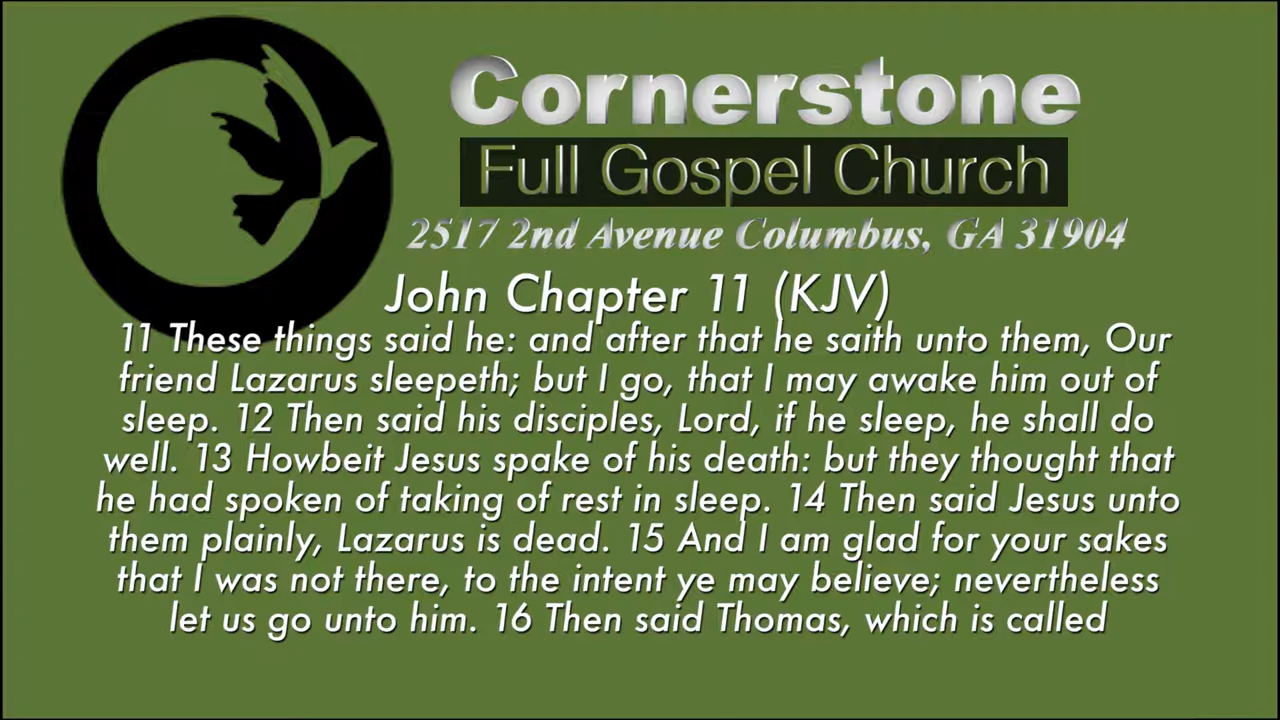 Cornerstone
Full Gospel Church
2517 2nd Avenue Columbus, GA 31904
John Chapter 11 (KJV)
11 These things said he: and after that he saith unto them, Our
friend Lazarus sleepeth; but I go, that I may awake him out of
sleep. 12 Then said his disciples, Lord, if he sleep, he shall do
well. 13 Howbeit Jesus spake of his death: but they thought that
he had spoken of taking of rest in sleep. 14 Then said Jesus unto
them plainly, Lazarus is dead. 15 And I am glad for your sakes
that I was not there, to the intent ye may believe; nevertheless
let us go unto him. 16 Then said Thomas, which is called